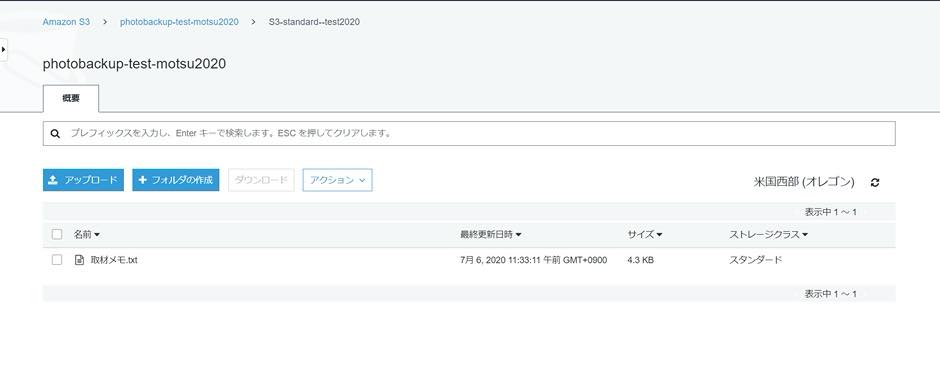 Amazon S3 > photobackup-test-motsu2020 > S3-standard--test2020
photobackup-test-motsu2020
概要
プレフィックスを入力し、Enter キーで検索します。ESC を押してクリアします。
アップロード + フォルダの作成 ダウンロード アクション 米国西部 (オレゴン)
表示中 1 ～ 1
名前 最終更新日時 サイズ ストレージクラス
取材メモ.txt 7月 6, 2020 11:33:11 午前 GMT+0900 4.3 KB スタンダード
表示中 1 ～ 1